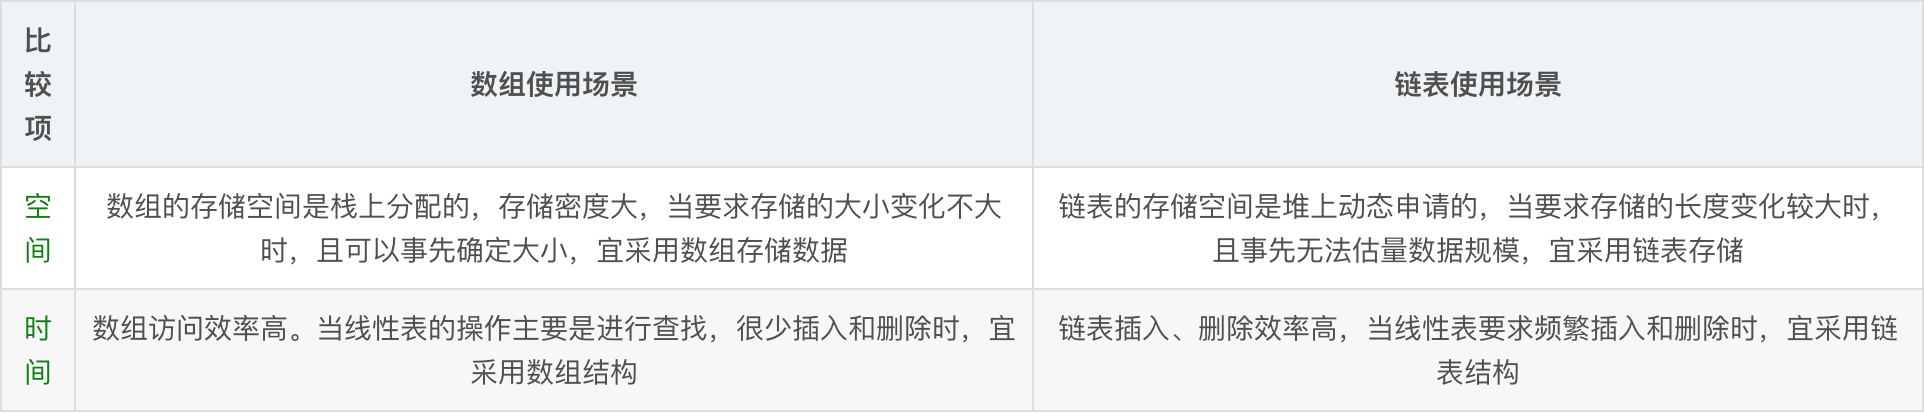 比
较
项
数组使用场景
链表使用场景
空
间
数组的存储空间是栈上分配的，存储密度大，当要求存储的大小变化不大
时，且可以事先确定大小，宜采用数组存储数据
链表的存储空间是堆上动态申请的，当要求存储的长度变化较大时，
且事先无法估量数据规模，宜采用链表存储
时
间
数组访问效率高。当线性表的操作主要是进行查找，很少插入和删除时，宜
采用数组结构
链表插入、删除效率高，当线性表要求频繁插入和删除时，宜采用链
表结构